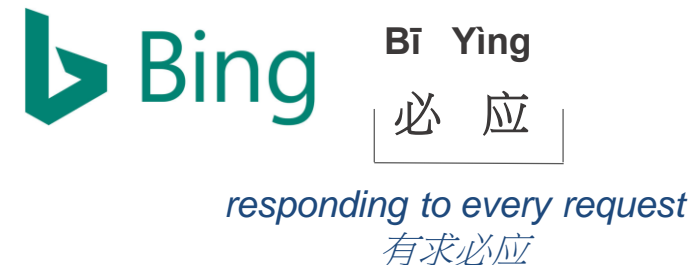 Bing
Bī Yìng
必 应
responding to every request
有求必应